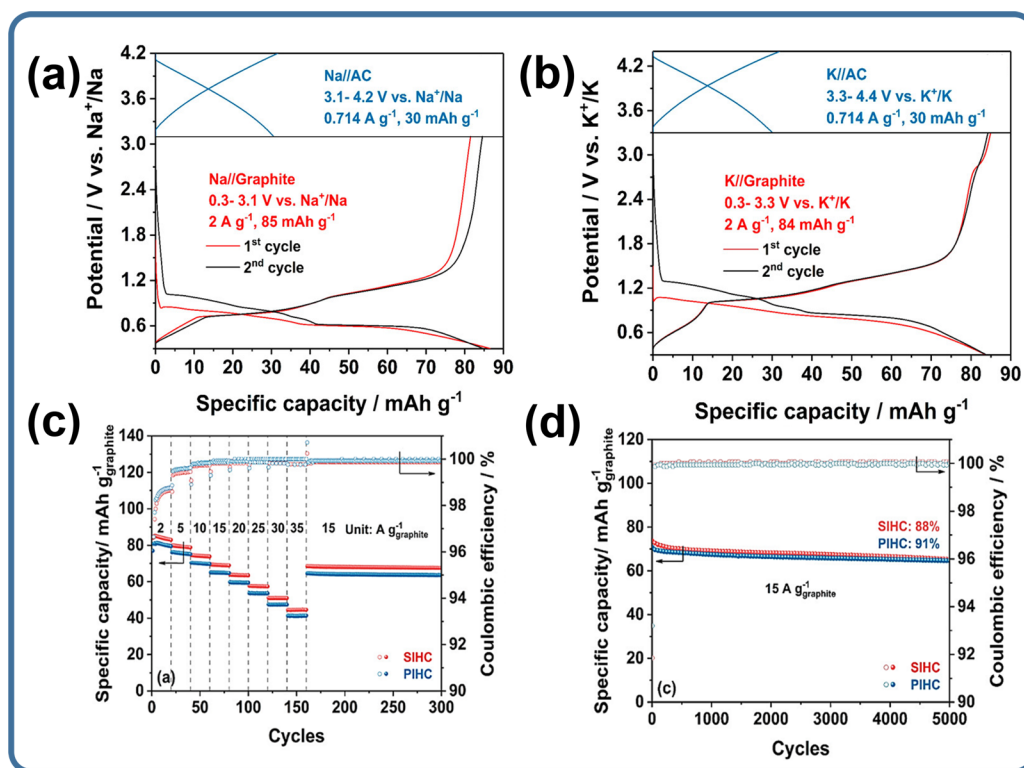 (a)
Potential / V vs. Na⁺/Na
4.2
3.6
3.0
2.4
1.8
1.2
0.6
Na//AC
3.1- 4.2 V vs. Na⁺/Na
0.714 A g⁻¹, 30 mAh g⁻¹
Na//Graphite
0.3- 3.1 V vs. Na⁺/Na
2 A g⁻¹, 85 mAh g⁻¹
1st cycle
2nd cycle
0 10 20 30 40 50 60 70 80 90
Specific capacity / mAh g⁻¹
(b)
Potential / V vs. K⁺/K
4.2
3.6
3.0
2.4
1.8
1.2
0.6
K//AC
3.3- 4.4 V vs. K⁺/K
0.714 A g⁻¹, 30 mAh g⁻¹
K//Graphite
0.3- 3.3 V vs. K⁺/K
2 A g⁻¹, 84 mAh g⁻¹
1st cycle
2nd cycle
0 10 20 30 40 50 60 70 80 90
Specific capacity / mAh g⁻¹
(c)
Specific capacity/ mAh g⁻¹graphite
140
120
100
80
60
40
20
0
2 5 10 15 20 25 30 35 15 Unit: A g⁻¹graphite
SIHC
PIHC
(a)
100
98
96
94
92
90
Coulombic efficiency / %
0 50 100 150 200 250 300
Cycles
(d)
Specific capacity/ mAh g⁻¹graphite
120
100
80
60
40
20
0
SIHC: 88%
PIHC: 91%
15 A g⁻¹graphite
SIHC
PIHC
(c)
100
98
96
94
92
90
Coulombic efficiency / %
0 1000 2000 3000 4000 5000
Cycles